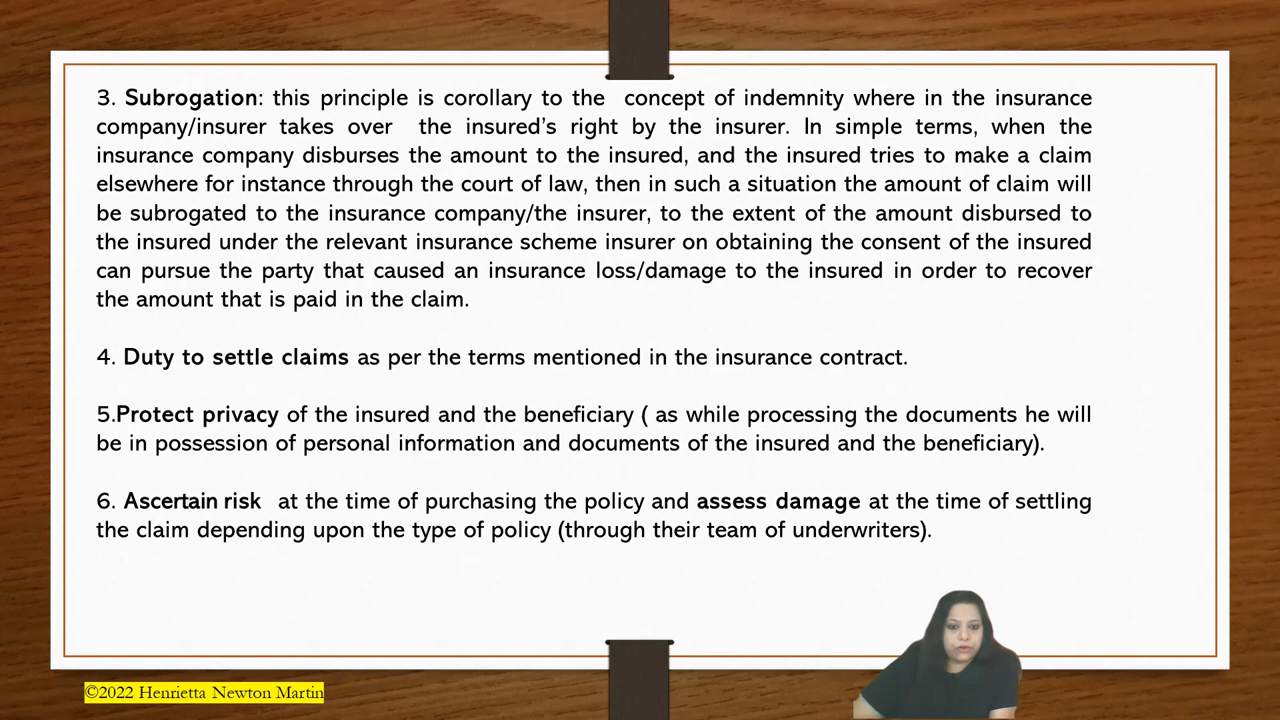 3. Subrogation: this principle is corollary to the concept of indemnity where in the insurance
company/insurer takes over the insured’s right by the insurer. In simple terms, when the
insurance company disburses the amount to the insured, and the insured tries to make a claim
elsewhere for instance through the court of law, then in such a situation the amount of claim will
be subrogated to the insurance company/the insurer, to the extent of the amount disbursed to
the insured under the relevant insurance scheme insurer on obtaining the consent of the insured
can pursue the party that caused an insurance loss/damage to the insured in order to recover
the amount that is paid in the claim.
4. Duty to settle claims as per the terms mentioned in the insurance contract.
5.Protect privacy of the insured and the beneficiary ( as while processing the documents he will
be in possession of personal information and documents of the insured and the beneficiary).
6. Ascertain risk at the time of purchasing the policy and assess damage at the time of settling
the claim depending upon the type of policy (through their team of underwriters).
©2022 Henrietta Newton Martin